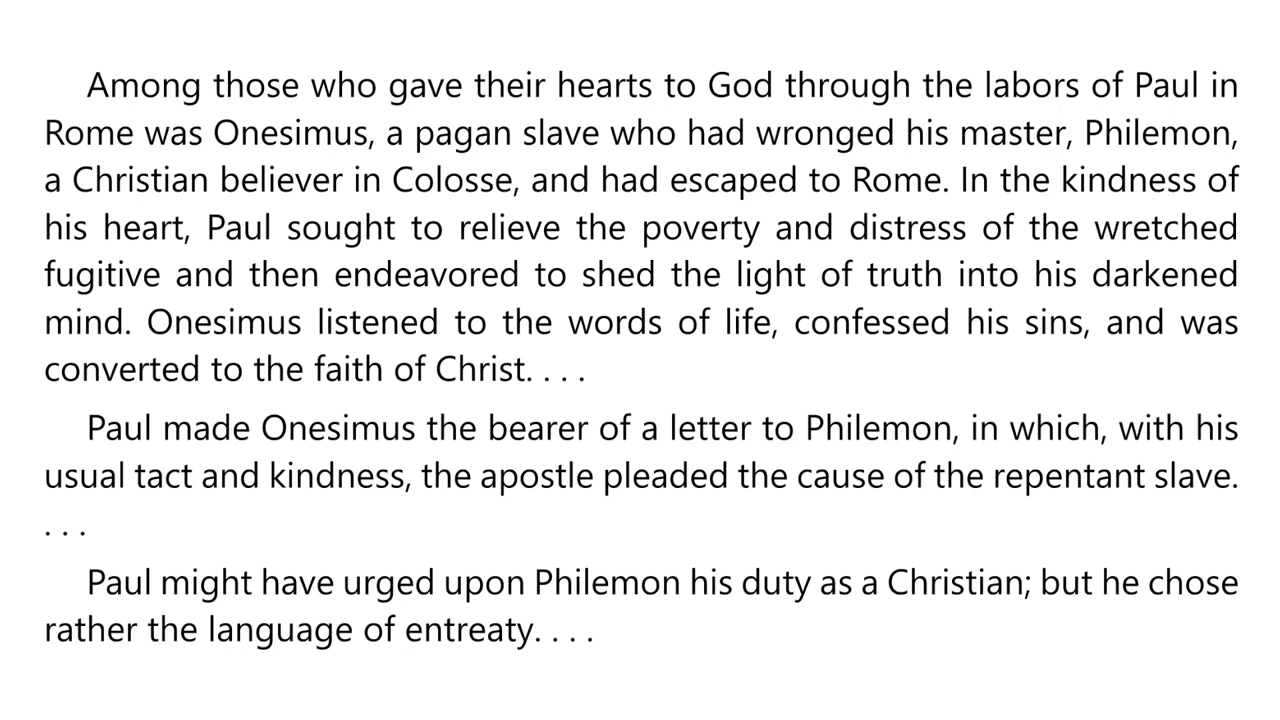 Among those who gave their hearts to God through the labors of Paul in
Rome was Onesimus, a pagan slave who had wronged his master, Philemon,
a Christian believer in Colosse, and had escaped to Rome. In the kindness of
his heart, Paul sought to relieve the poverty and distress of the wretched
fugitive and then endeavored to shed the light of truth into his darkened
mind. Onesimus listened to the words of life, confessed his sins, and was
converted to the faith of Christ. . . .
Paul made Onesimus the bearer of a letter to Philemon, in which, with his
usual tact and kindness, the apostle pleaded the cause of the repentant slave.
. . .
Paul might have urged upon Philemon his duty as a Christian; but he chose
rather the language of entreaty. . . .